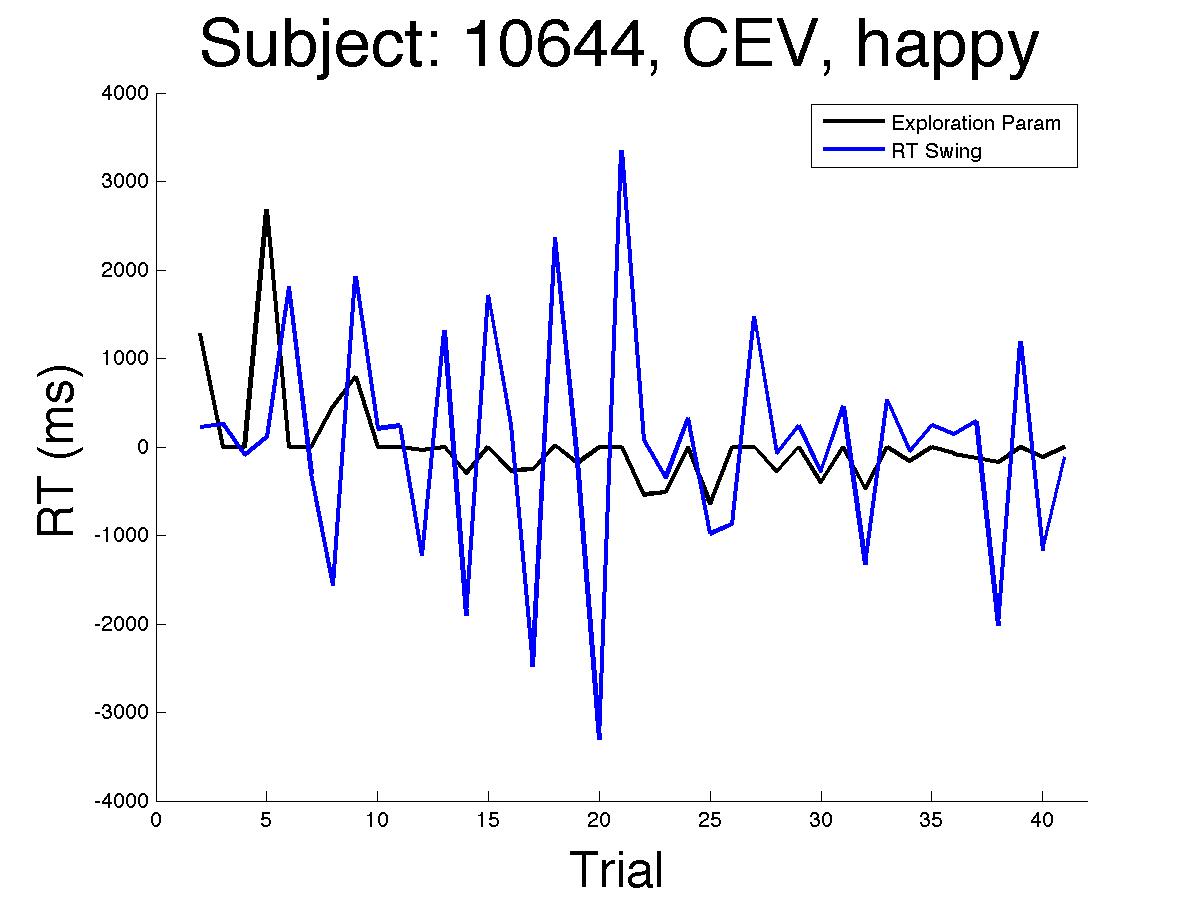 Subject: 10644, CEV, happy
Exploration Param
RT Swing
4000
3000
2000
1000
0
-1000
-2000
-3000
-4000
RT (ms)
0 5 10 15 20 25 30 35 40
Trial